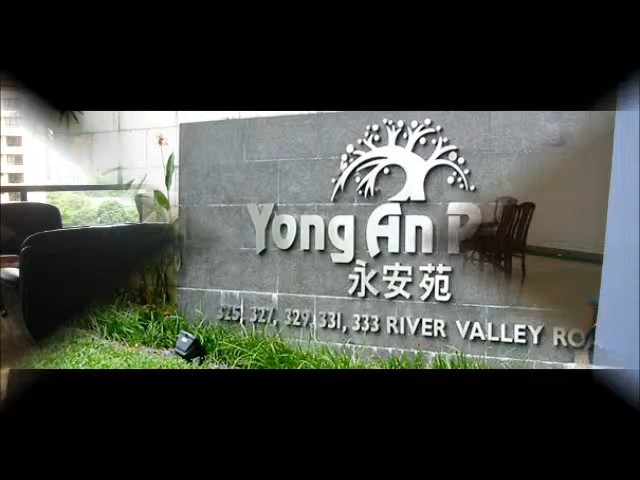 Yong An P
永安苑
325, 327, 329, 331, 333 RIVER VALLEY